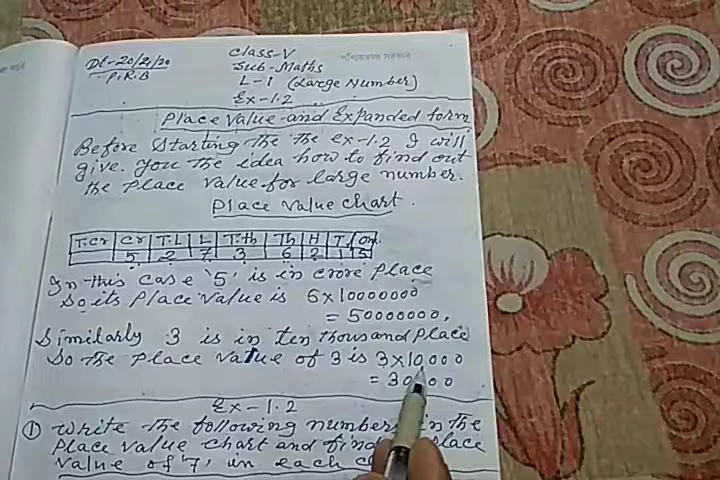 Dt-20/2/20
P.R.B
Class-V
Sub-Maths
L-1 (Large Number)
Ex-1.2
Place Value and Expanded form
Before starting the the ex-1.2 I will
give. you the idea how to find out
the Place Value for large number.
Place Value chart.
T.Cr Cr T.L L T.th Th H T On
5 2 7 3 6 2 1 5
In this case '5' is in crore place
So its Place Value is 5×10000000
= 50000000,
Similarly 3 is in ten thousand place
So the place value of 3 is 3×10000
= 30000
Ex-1.2
① Write the following numbers in the
Place Value chart and find place
Value of '7' in each